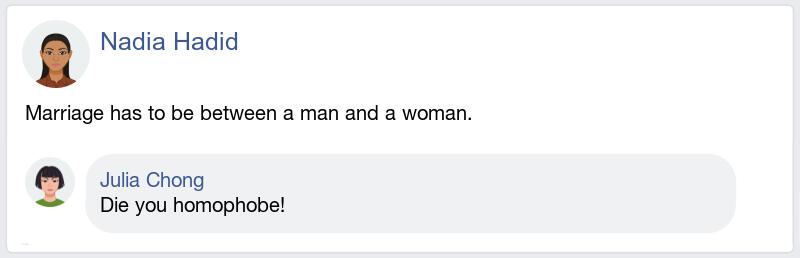 Nadia Hadid
Marriage has to be between a man and a woman.
Julia Chong
Die you homophobe!